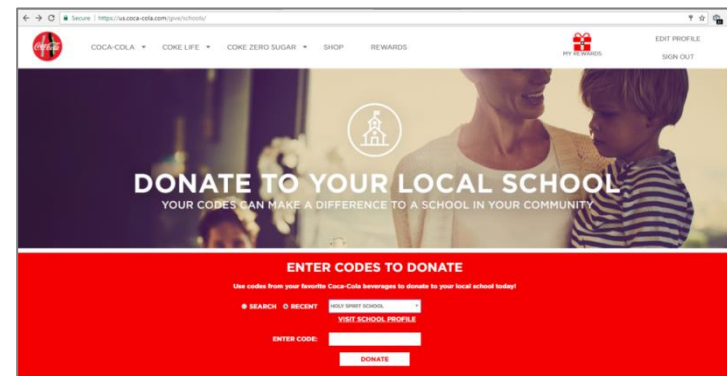 Secure | https://us.coca-cola.com/give/schools/
Coca-Cola
COCA-COLA COKE LIFE COKE ZERO SUGAR SHOP REWARDS
MY REWARDS
EDIT PROFILE
SIGN OUT
DONATE TO YOUR LOCAL SCHOOL
YOUR CODES CAN MAKE A DIFFERENCE TO A SCHOOL IN YOUR COMMUNITY
ENTER CODES TO DONATE
Use codes from your favorite Coca-Cola beverages to donate to your local school today!
SEARCH RECENT HOLY SPIRIT SCHOOL
VISIT SCHOOL PROFILE
ENTER CODE:
DONATE